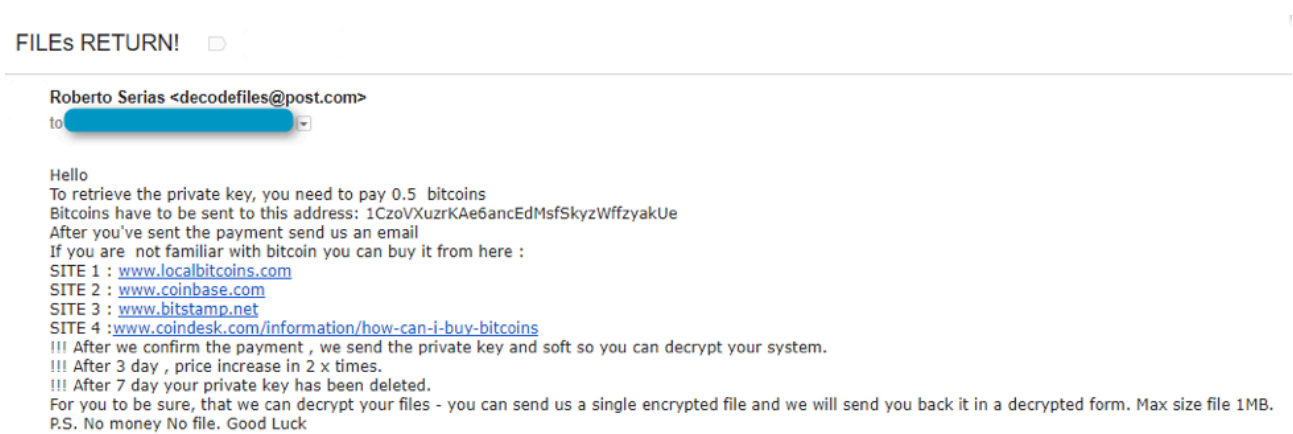 FILEs RETURN!
Roberto Serias <decodefiles@post.com>
to
Hello
To retrieve the private key, you need to pay 0.5 bitcoins
Bitcoins have to be sent to this address: 1CzoVXuzrKAe6ancEdMsfSkyzWffzyakUe
After you've sent the payment send us an email
If you are not familiar with bitcoin you can buy it from here :
SITE 1 : www.localbitcoins.com
SITE 2 : www.coinbase.com
SITE 3 : www.bitstamp.net
SITE 4 :www.coindesk.com/information/how-can-i-buy-bitcoins
!!! After we confirm the payment , we send the private key and soft so you can decrypt your system.
!!! After 3 day , price increase in 2 x times.
!!! After 7 day your private key has been deleted.
For you to be sure, that we can decrypt your files - you can send us a single encrypted file and we will send you back it in a decrypted form. Max size file 1MB.
P.S. No money No file. Good Luck